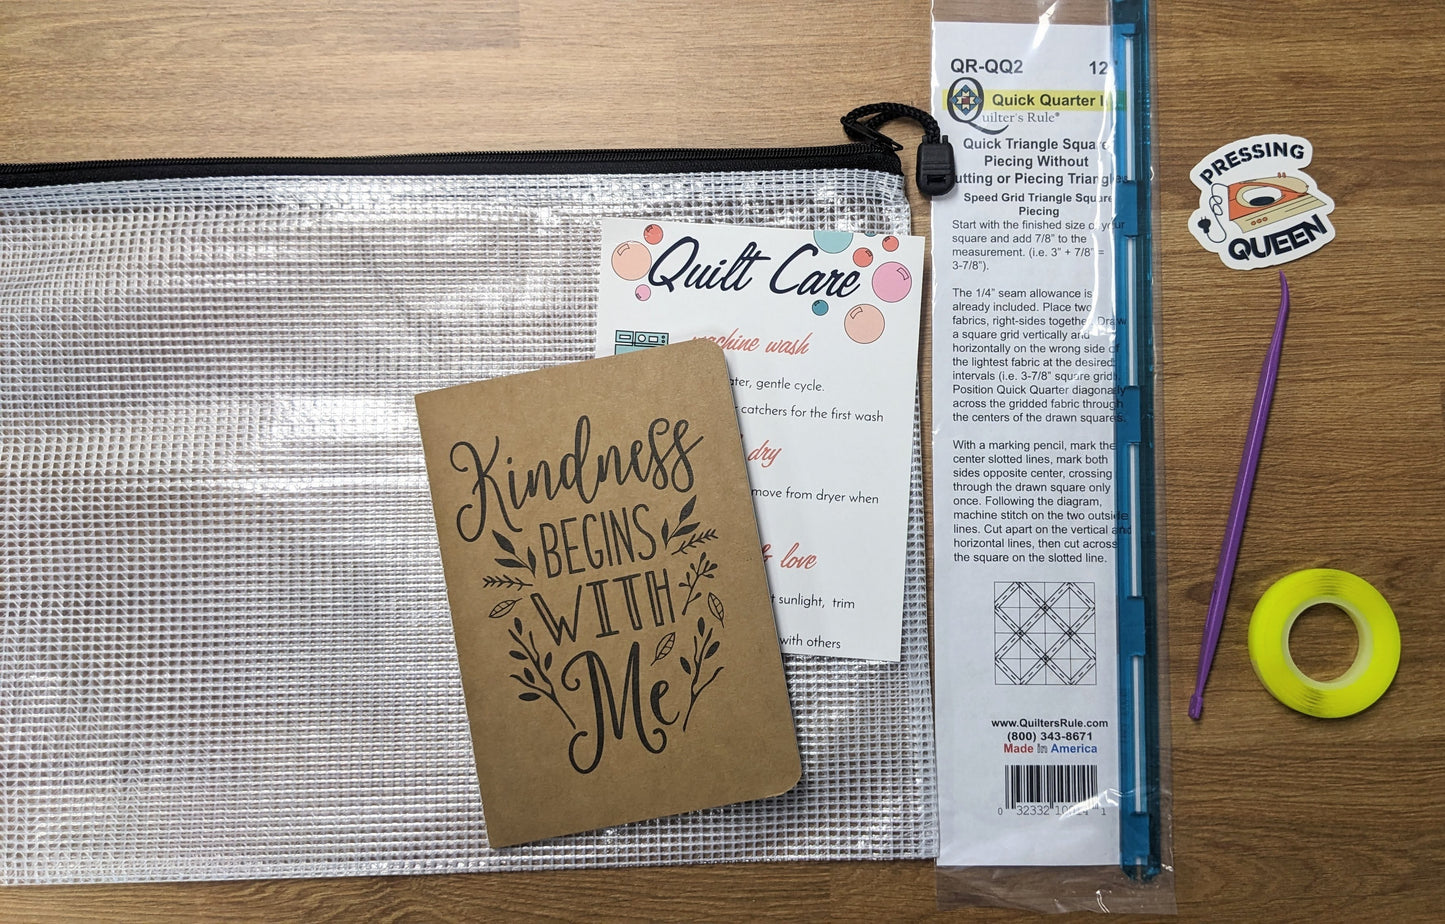 Quilt Care
machine wash
gentle cycle.
catchers for the first wash
dry
move from dryer when
& love
sunlight, trim
with others
Kindness
BEGINS
WITH
Me
QR-QQ2 12"
Quick Quarter
Quilter's Rule®
Quick Triangle Square
Piecing Without
utting or Piecing Triangles
Speed Grid Triangle Square
Piecing
Start with the finished size of your
square and add 7/8" to the
measurement. (i.e. 3" + 7/8" =
3-7/8").
The 1/4" seam allowance is
already included. Place two
fabrics, right-sides together. Draw
a square grid vertically and
horizontally on the wrong side of
the lightest fabric at the desired
intervals (i.e. 3-7/8" square grids).
Position Quick Quarter diagonally
across the gridded fabric through
the centers of the drawn squares.
With a marking pencil, mark the
center slotted lines, mark both
sides opposite center, crossing
through the drawn square only
once. Following the diagram,
machine stitch on the two outside
lines. Cut apart on the vertical and
horizontal lines, then cut across
the square on the slotted line.
www.QuiltersRule.com
(800) 343-8671
Made in America
0 32332 1
PRESSING
QUEEN